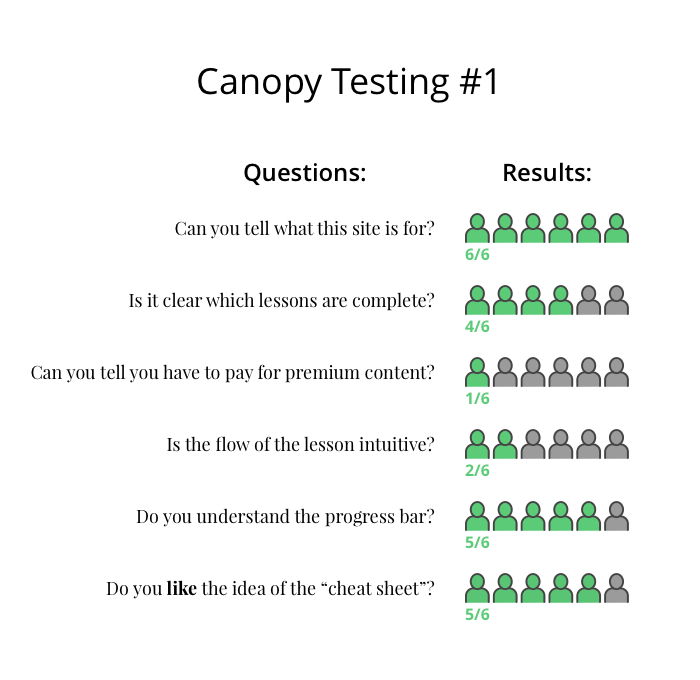 Canopy Testing #1
Questions: Results:
Can you tell what this site is for?
6/6
Is it clear which lessons are complete?
4/6
Can you tell you have to pay for premium content?
1/6
Is the flow of the lesson intuitive?
2/6
Do you understand the progress bar?
5/6
Do you like the idea of the “cheat sheet”?
5/6